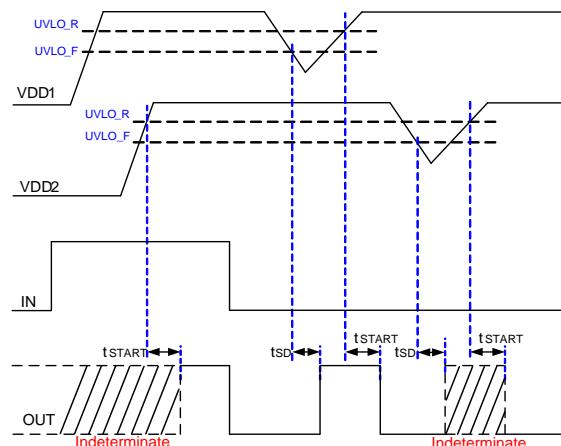 UVLO_R
UVLO_F
VDD1
UVLO_R
UVLO_F
VDD2
IN
tSTART
tSD
tSTART
tSD
tSTART
OUT
Indeterminate
Indeterminate